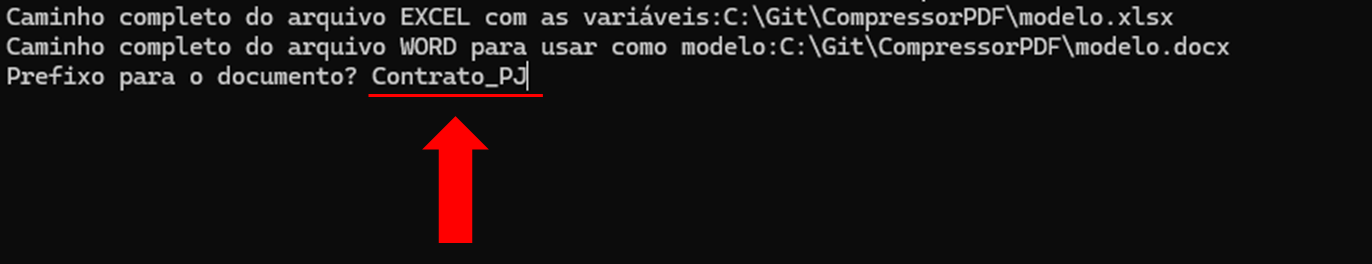 Caminho completo do arquivo EXCEL com as variáveis:C:\Git\CompressorPDF\modelo.xlsx
Caminho completo do arquivo WORD para usar como modelo:C:\Git\CompressorPDF\modelo.docx
Prefixo para o documento? Contrato_PJ